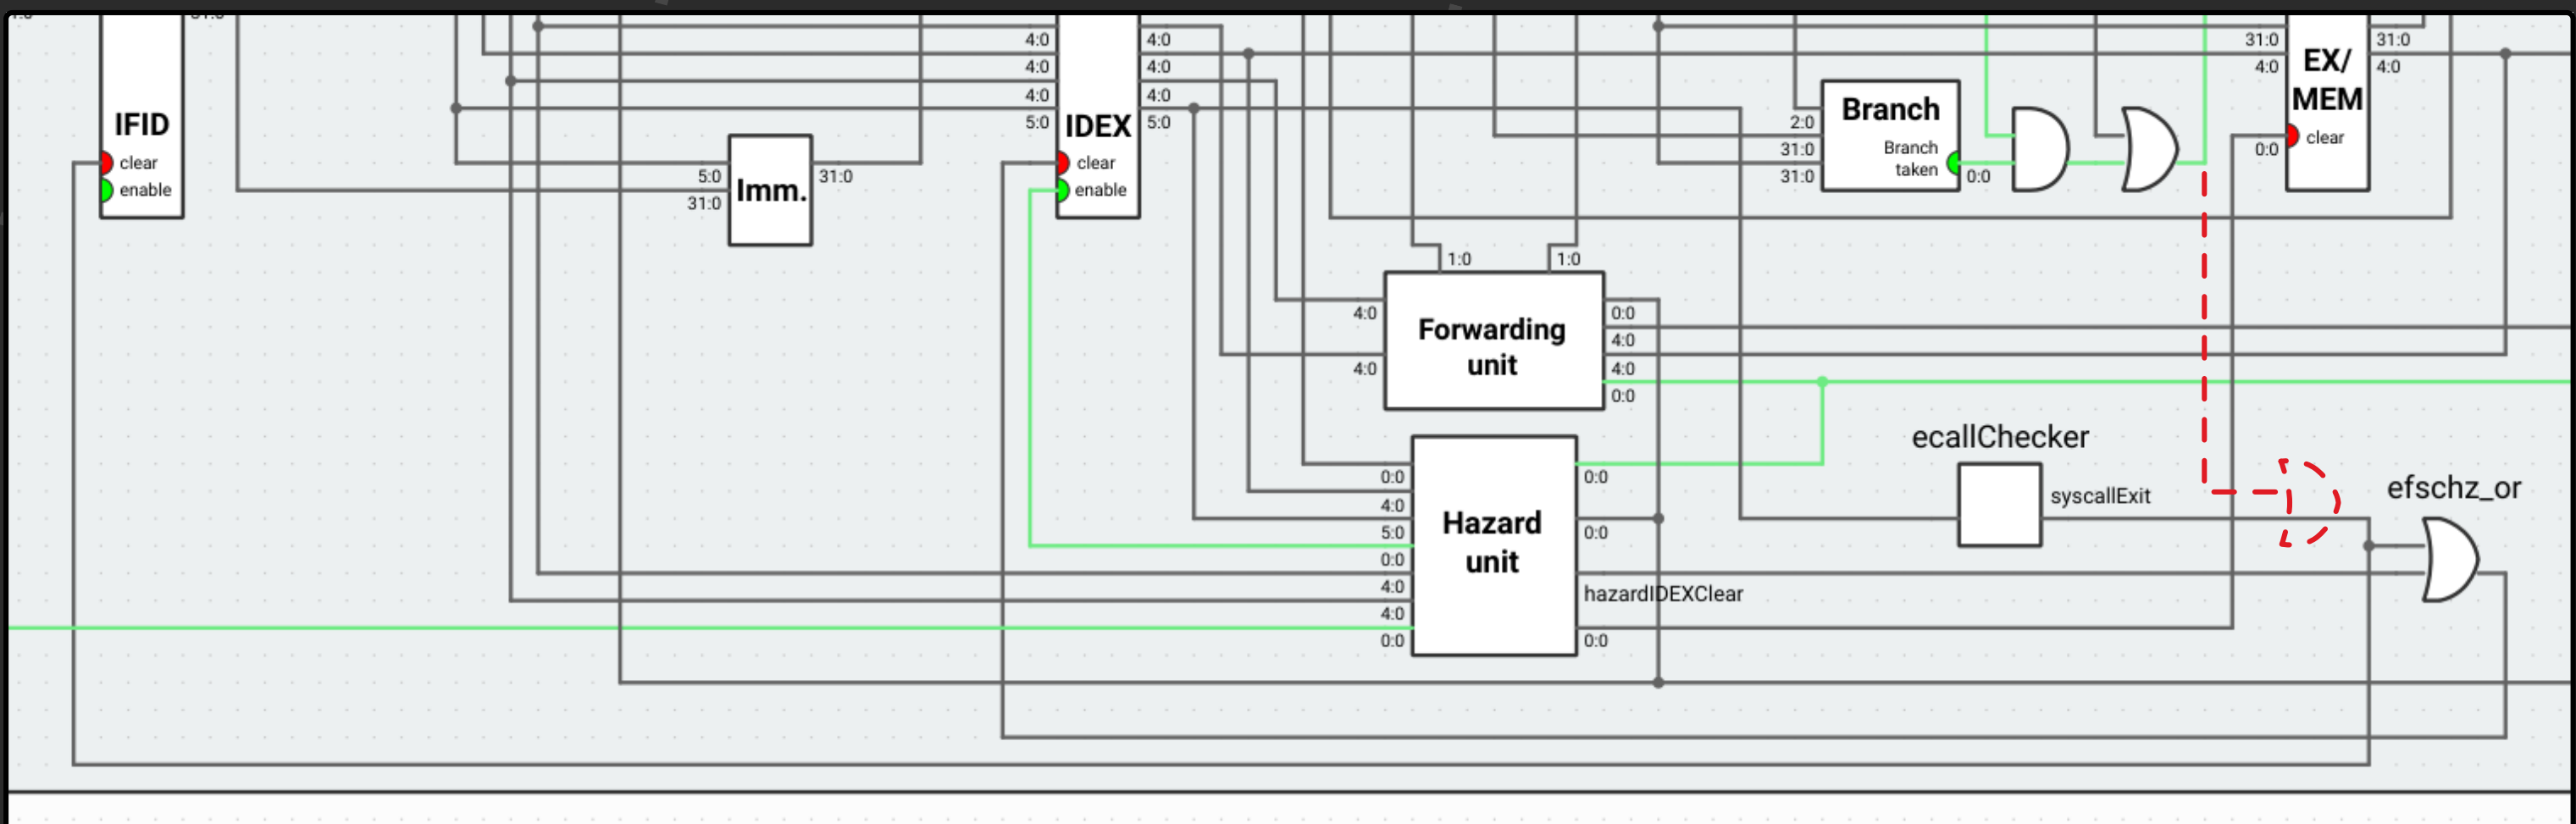 4:0
4:0
31:0
31:0
4:0
4:0
4:0
4:0
EX/
MEM
4:0
4:0
Branch
IFID
5:0
IDEX
5:0
2:0
clear
0:0
clear
clear
31:0
Branch
taken
0:0
31:0
enable
5:0
Imm.
31:0
enable
31:0
1:0
1:0
4:0
Forwarding
unit
0:0
4:0
4:0
4:0
0:0
ecallChecker
0:0
0:0
syscallExit
efschz_or
4:0
5:0
Hazard
unit
0:0
0:0
4:0
hazardIDEXClear
4:0
0:0
0:0